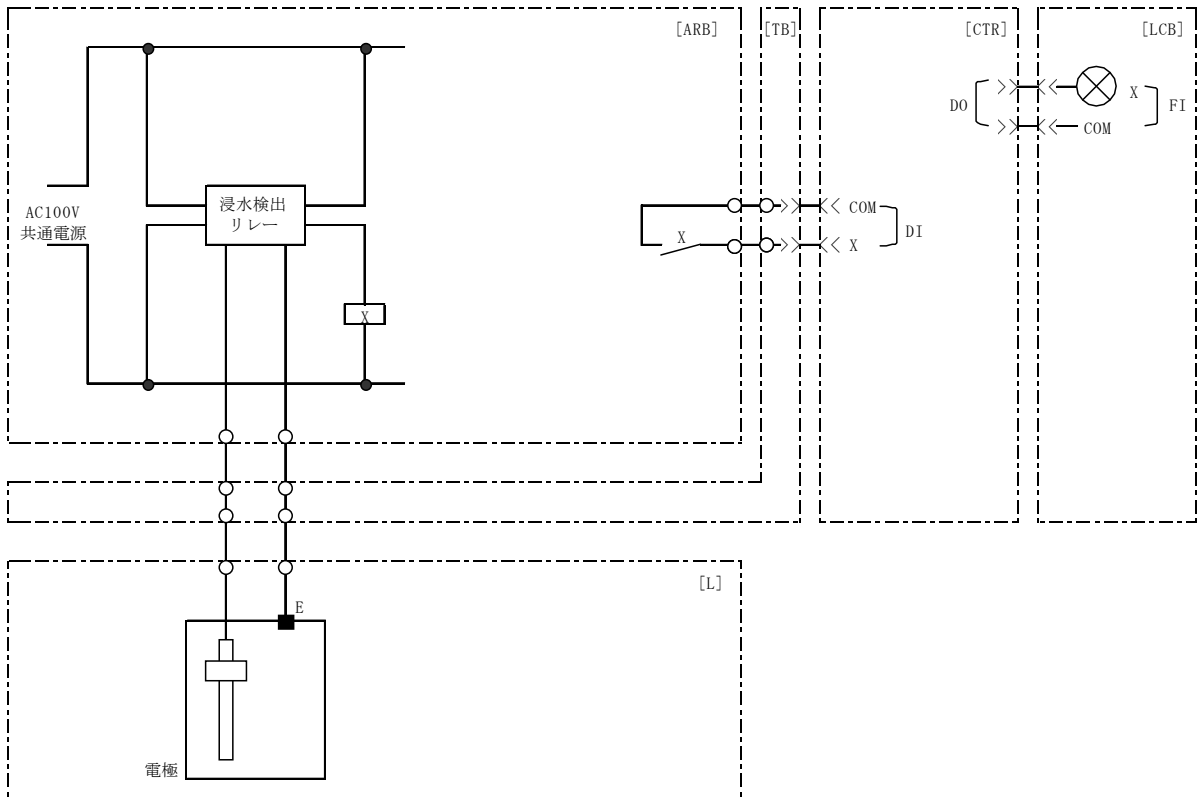 [ARB]
[TB]
[CTR]
[LCB]
DO
X
FI
COM
AC100V
共通電源
浸水検出
リレー
X
COM
X
DI
X
[L]
E
電極